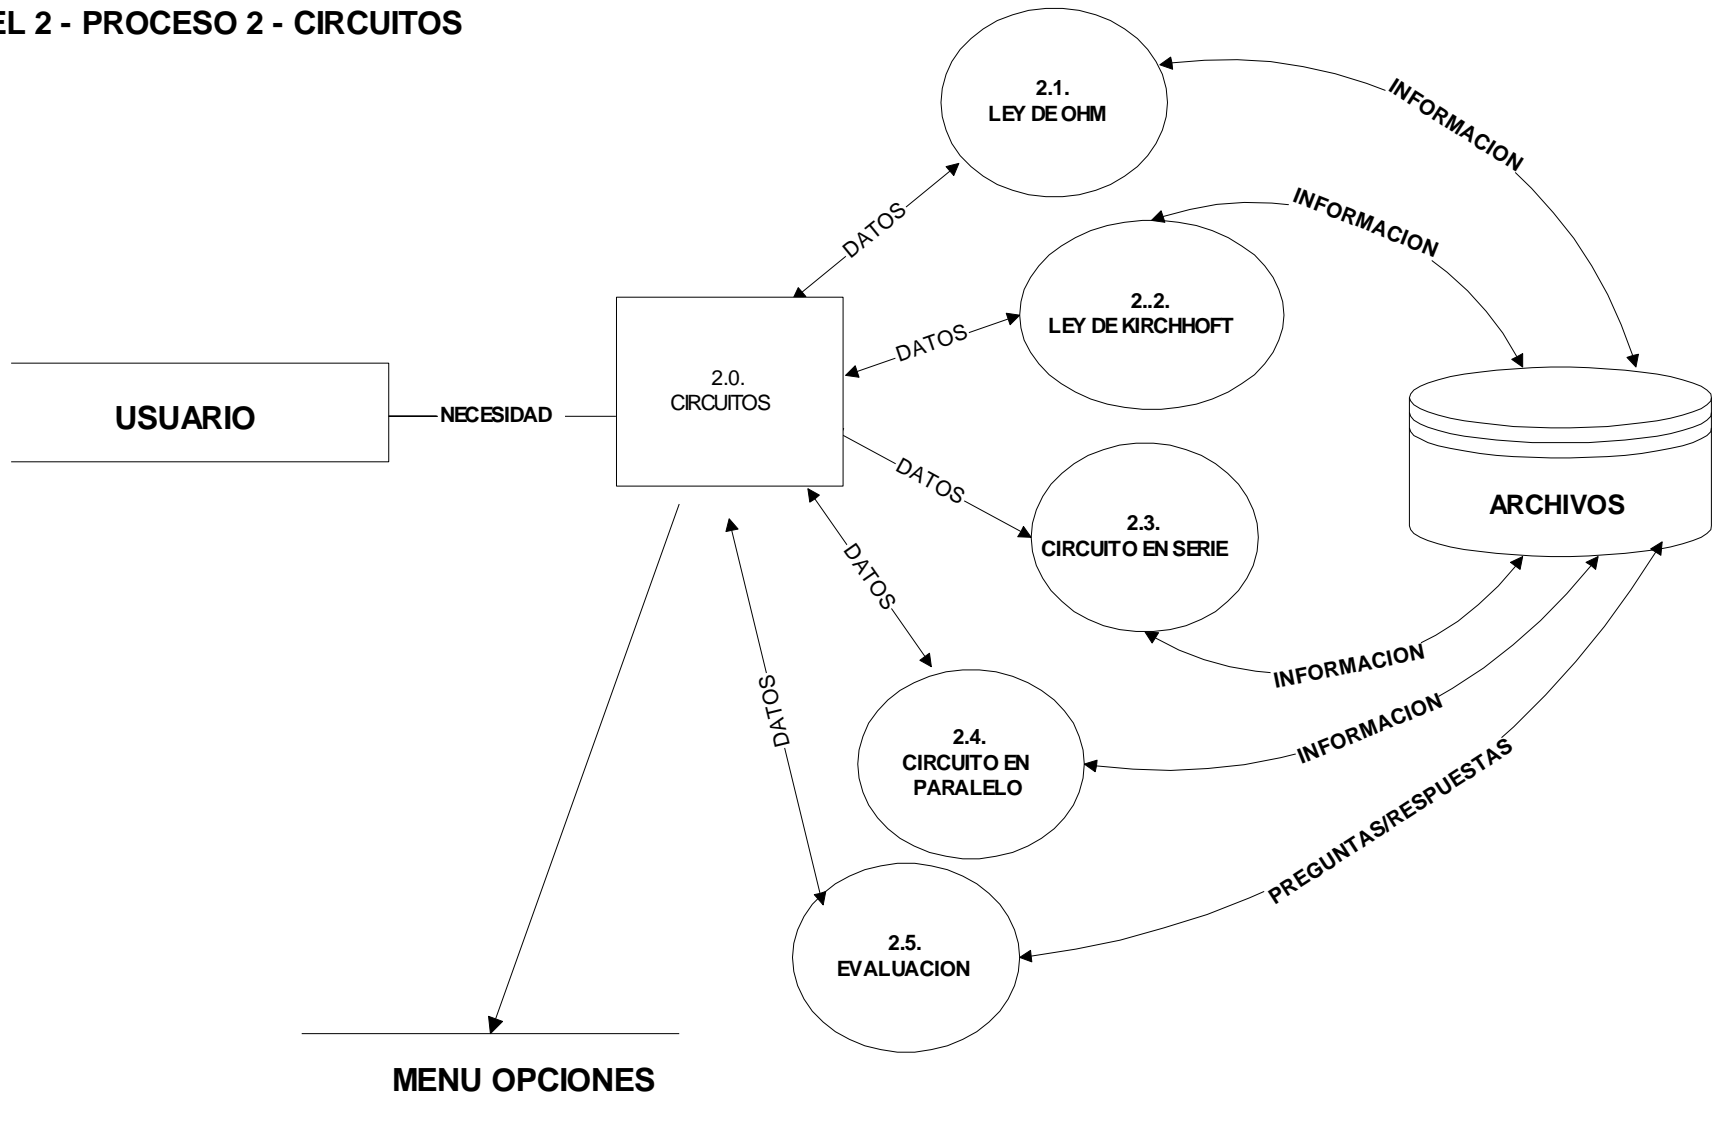 EL 2 - PROCESO 2 - CIRCUITOS
2.1.
LEY DE OHM
INFORMACION
DATOS
INFORMACION
2..2.
LEY DE KIRCHHOFT
DATOS
2.0.
CIRCUITOS
USUARIO
NECESIDAD
DATOS
2.3.
CIRCUITO EN SERIE
ARCHIVOS
DATOS
INFORMACION
DATOS
2.4.
CIRCUITO EN
PARALELO
INFORMACION
PREGUNTAS/RESPUESTAS
2.5.
EVALUACION
MENU OPCIONES